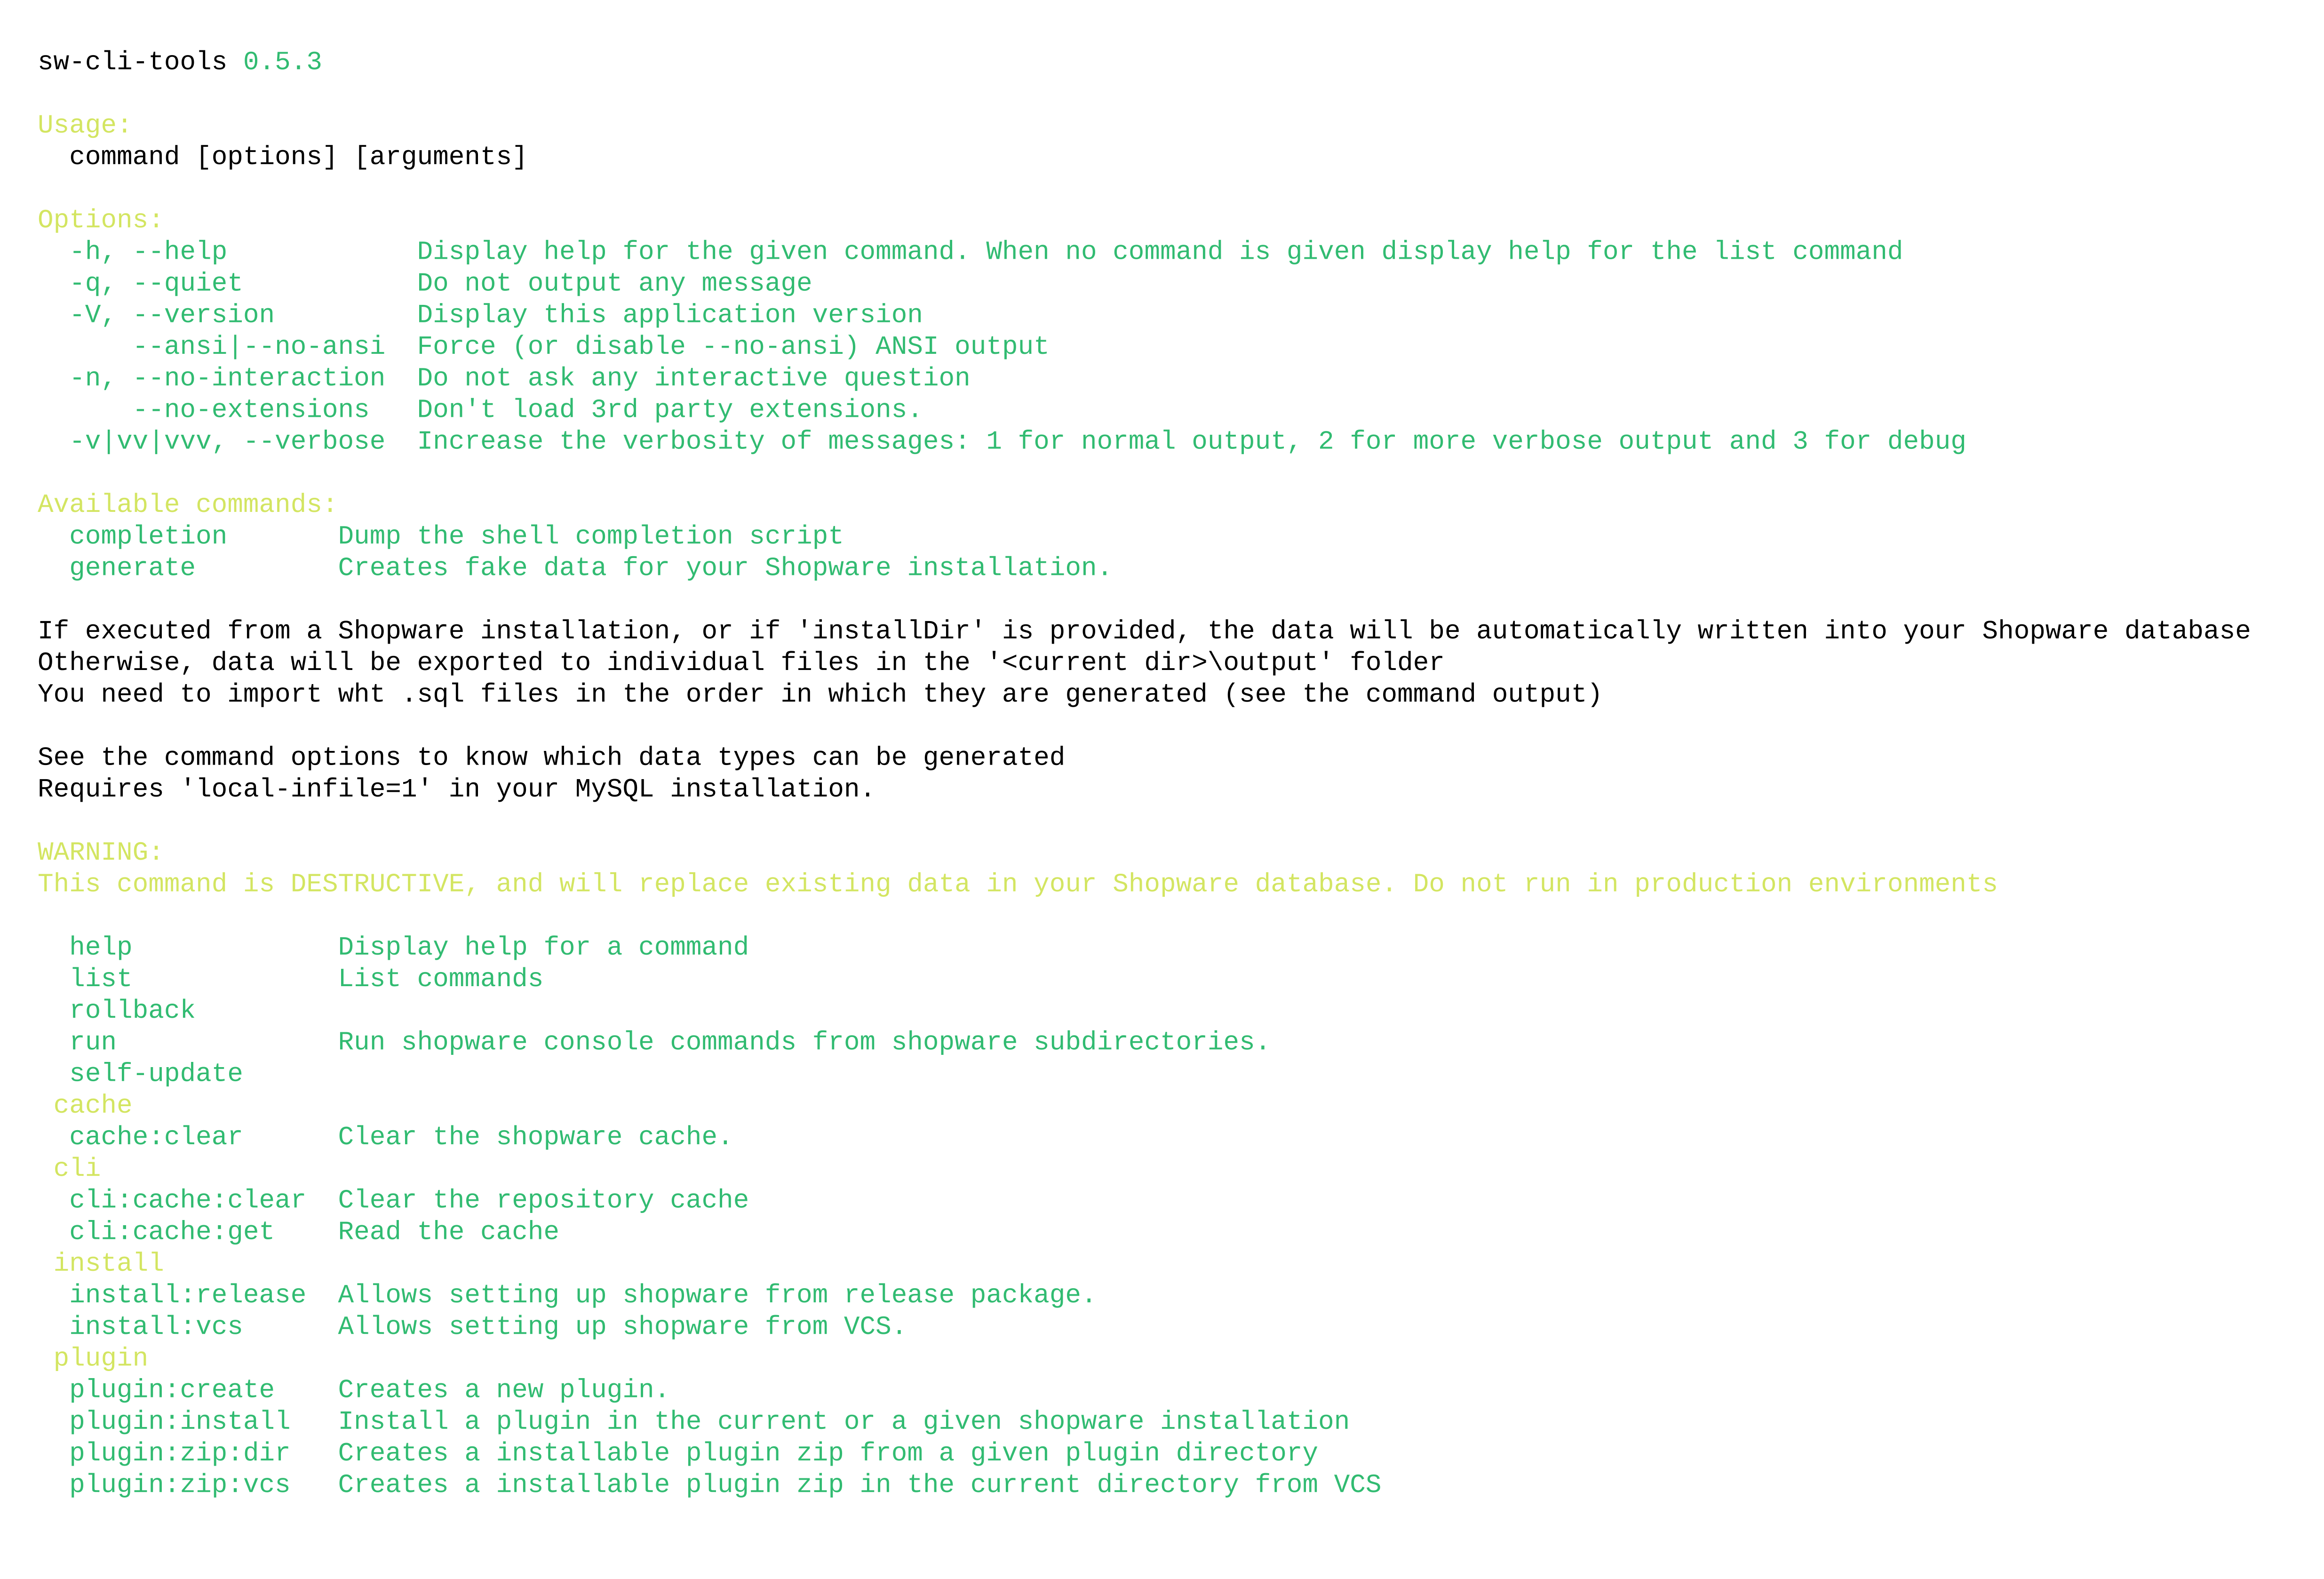 sw-cli-tools 0.5.3

Usage:
  command [options] [arguments]

Options:
  -h, --help            Display help for the given command. When no command is given display help for the list command
  -q, --quiet           Do not output any message
  -V, --version         Display this application version
      --ansi|--no-ansi  Force (or disable --no-ansi) ANSI output
  -n, --no-interaction  Do not ask any interactive question
      --no-extensions   Don't load 3rd party extensions.
  -v|vv|vvv, --verbose  Increase the verbosity of messages: 1 for normal output, 2 for more verbose output and 3 for debug

Available commands:
  completion       Dump the shell completion script
  generate         Creates fake data for your Shopware installation.

If executed from a Shopware installation, or if 'installDir' is provided, the data will be automatically written into your Shopware database
Otherwise, data will be exported to individual files in the '<current dir>\output' folder
You need to import wht .sql files in the order in which they are generated (see the command output)

See the command options to know which data types can be generated
Requires 'local-infile=1' in your MySQL installation.

WARNING:
This command is DESTRUCTIVE, and will replace existing data in your Shopware database. Do not run in production environments

  help             Display help for a command
  list             List commands
  rollback
  run              Run shopware console commands from shopware subdirectories.
  self-update
 cache
  cache:clear      Clear the shopware cache.
 cli
  cli:cache:clear  Clear the repository cache
  cli:cache:get    Read the cache
 install
  install:release  Allows setting up shopware from release package.
  install:vcs      Allows setting up shopware from VCS.
 plugin
  plugin:create    Creates a new plugin.
  plugin:install   Install a plugin in the current or a given shopware installation
  plugin:zip:dir   Creates a installable plugin zip from a given plugin directory
  plugin:zip:vcs   Creates a installable plugin zip in the current directory from VCS